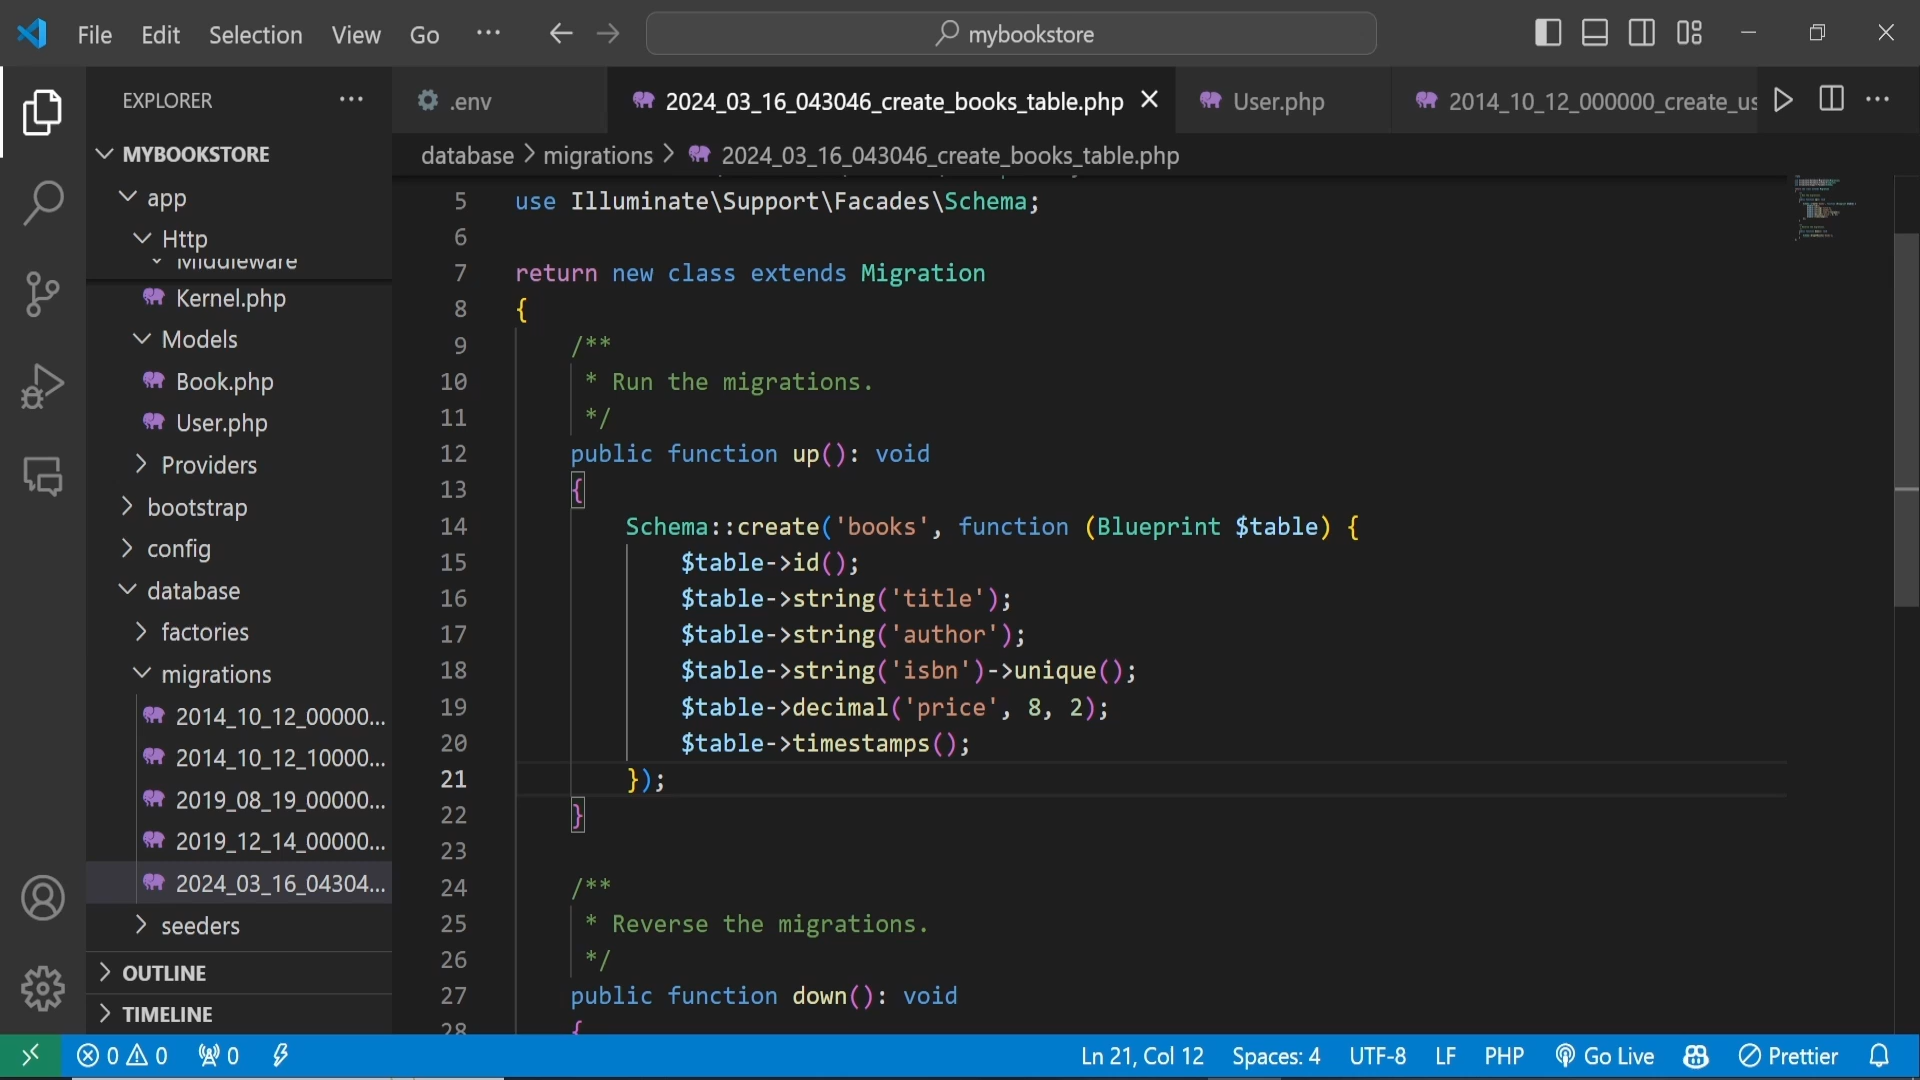 File Edit Selection View Go ··· mybookstore
EXPLORER ···
MYBOOKSTORE
app
Http
Middleware
Kernel.php
Models
Book.php
User.php
Providers
bootstrap
config
database
factories
migrations
2014_10_12_00000...
2014_10_12_10000...
2019_08_19_00000...
2019_12_14_00000...
2024_03_16_04304...
seeders
OUTLINE
TIMELINE
.env 2024_03_16_043046_create_books_table.php User.php 2014_10_12_000000_create_us
database > migrations > 2024_03_16_043046_create_books_table.php
5 use Illuminate\Support\Facades\Schema;
6
7 return new class extends Migration
8 {
9 /**
10 * Run the migrations.
11 */
12 public function up(): void
13 {
14 Schema::create('books', function (Blueprint $table) {
15 $table->id();
16 $table->string('title');
17 $table->string('author');
18 $table->string('isbn')->unique();
19 $table->decimal('price', 8, 2);
20 $table->timestamps();
21 });
22 }
23
24 /**
25 * Reverse the migrations.
26 */
27 public function down(): void
28 {
0 0 0 Ln 21, Col 12 Spaces: 4 UTF-8 LF PHP Go Live Prettier